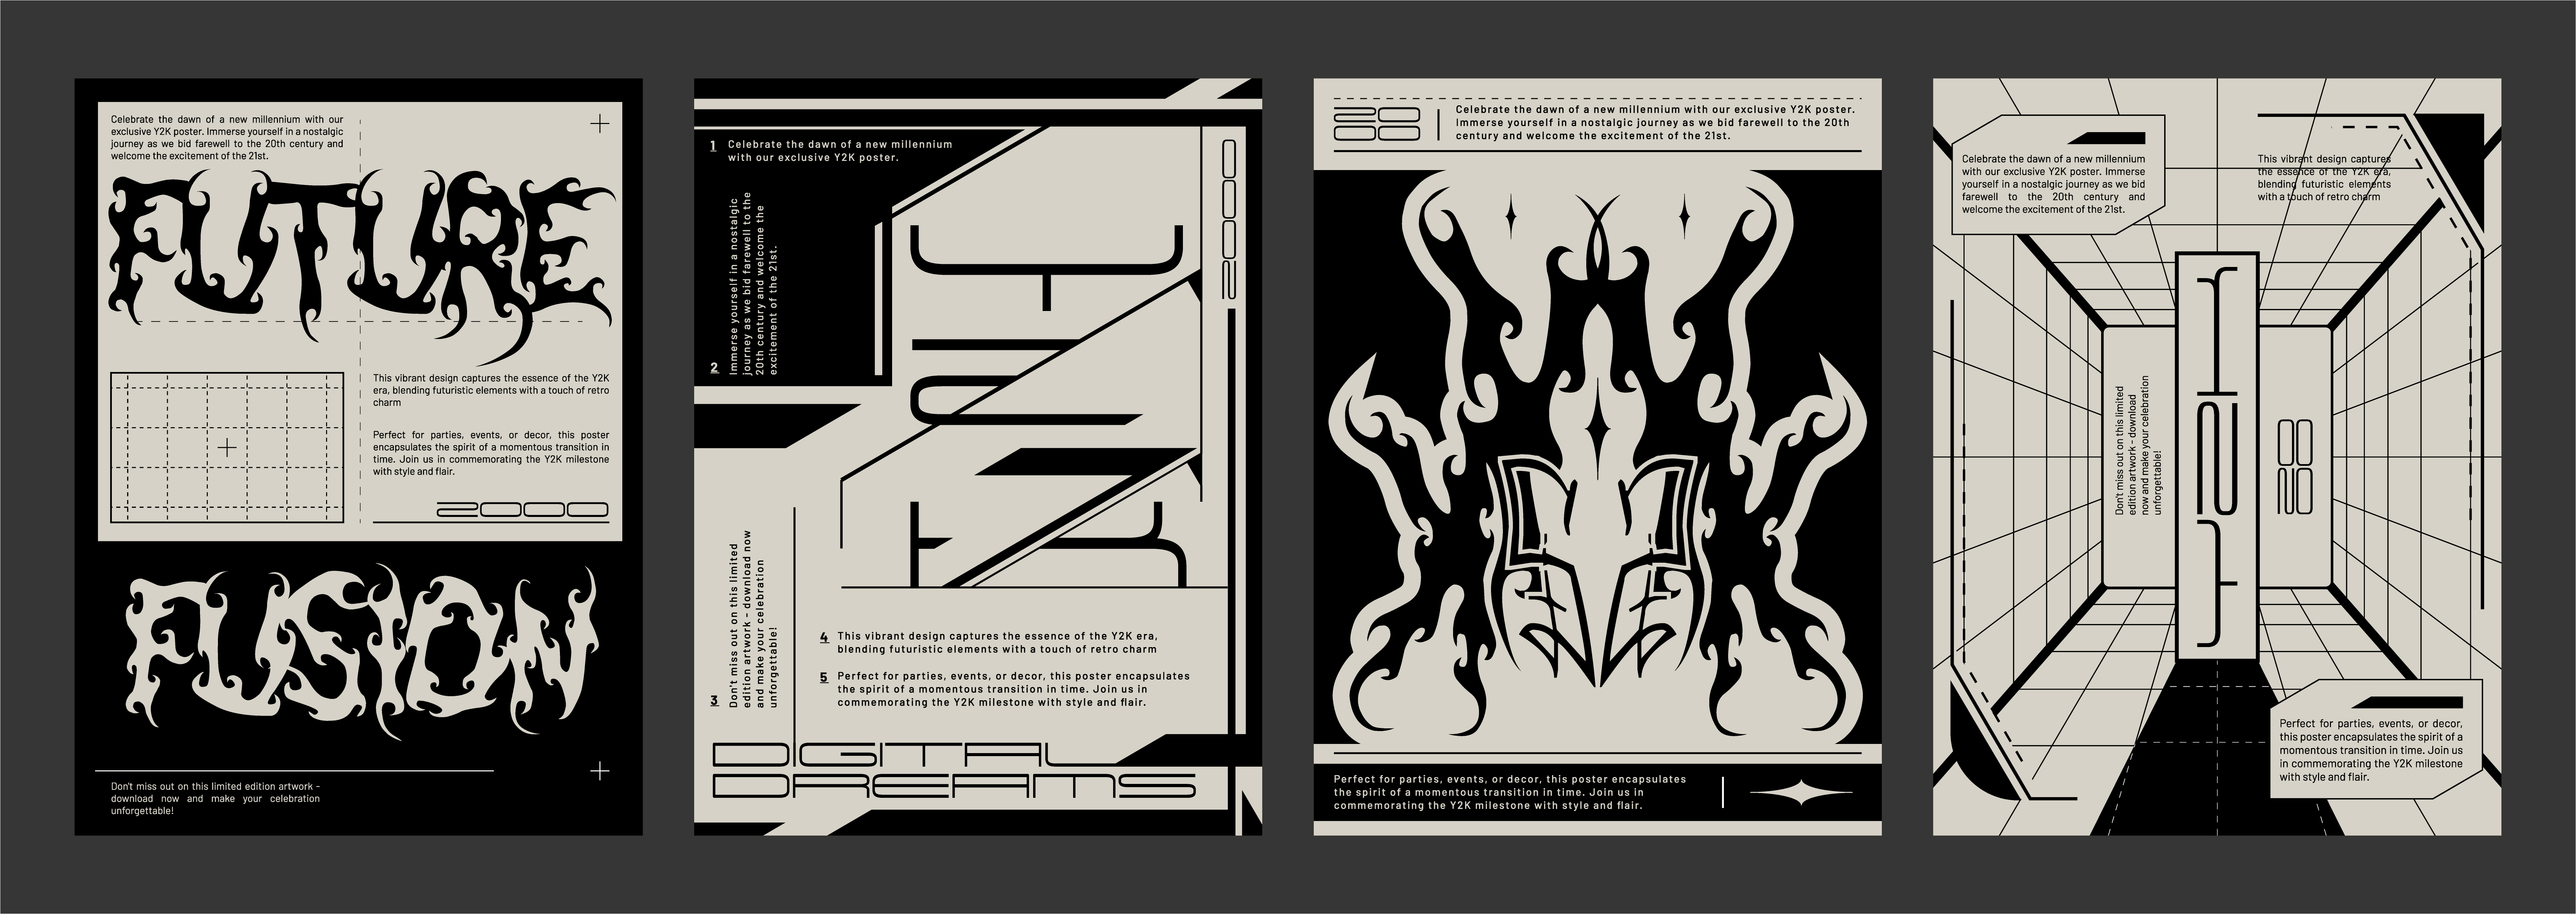 Celebrate the dawn of a new millennium with our
exclusive Y2K poster. Immerse yourself in a nostalgic
journey as we bid farewell to the 20th century and
welcome the excitement of the 21st.
FUTURE
This vibrant design captures the essence of the Y2K
era, blending futuristic elements with a touch of retro
charm
Perfect for parties, events, or decor, this poster
encapsulates the spirit of a momentous transition in
time. Join us in commemorating the Y2K milestone
with style and flair.
2000
FUSION
Don't miss out on this limited edition artwork -
download now and make your celebration
unforgettable!
1 Celebrate the dawn of a new millennium
with our exclusive Y2K poster.
2 Immerse yourself in a nostalgic
journey as we bid farewell to the
20th century and welcome the
excitement of the 21st.
2000
3 Don't miss out on this limited
edition artwork - download now
and make your celebration
unforgettable!
4 This vibrant design captures the essence of the Y2K era,
blending futuristic elements with a touch of retro charm
5 Perfect for parties, events, or decor, this poster encapsulates
the spirit of a momentous transition in time. Join us in
commemorating the Y2K milestone with style and flair.
DIGITAL
DREAMS
20
00
Celebrate the dawn of a new millennium with our exclusive Y2K poster.
Immerse yourself in a nostalgic journey as we bid farewell to the 20th
century and welcome the excitement of the 21st.
Perfect for parties, events, or decor, this poster encapsulates
the spirit of a momentous transition in time. Join us in
commemorating the Y2K milestone with style and flair.
Celebrate the dawn of a new millennium
with our exclusive Y2K poster. Immerse
yourself in a nostalgic journey as we bid
farewell to the 20th century and
welcome the excitement of the 21st.
This vibrant design captures
the essence of the Y2K era,
blending futuristic elements
with a touch of retro charm
Don't miss out on this limited
edition artwork - download
now and make your celebration
unforgettable!
20
00
Perfect for parties, events, or decor,
this poster encapsulates the spirit of a
momentous transition in time. Join us
in commemorating the Y2K milestone
with style and flair.